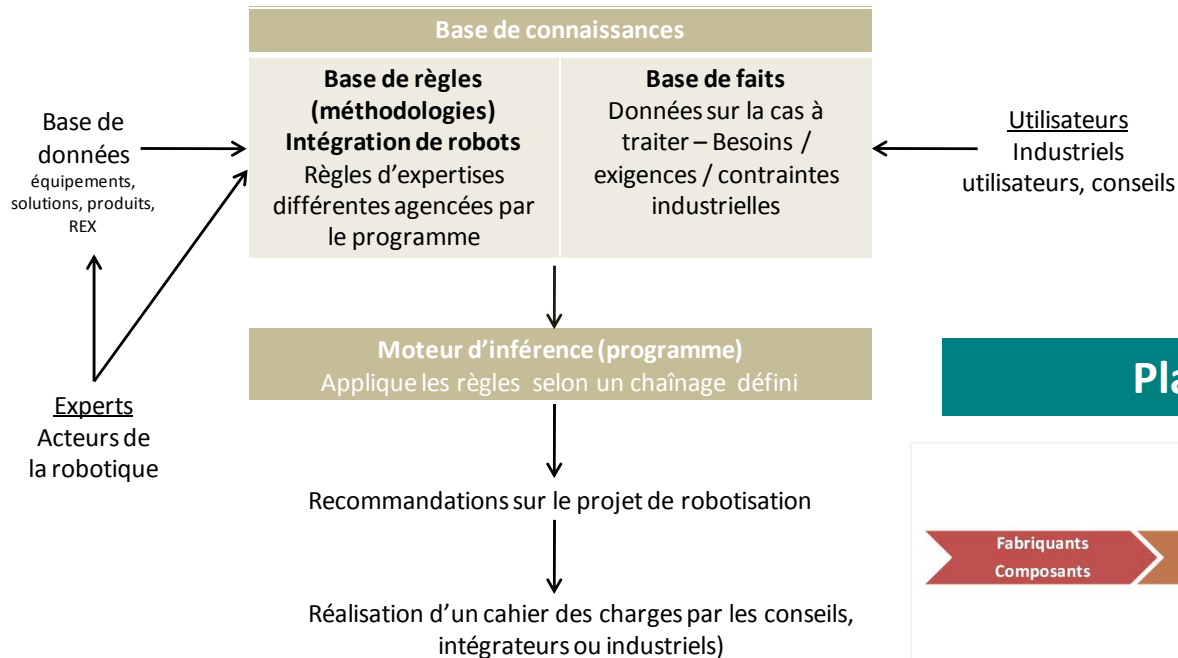 Base de connaissances
Base de règles
(méthodologies)
Intégration de robots
Règles d'expertises
différentes agencées par
le programme
Base de faits
Données sur la cas à
traiter – Besoins /
exigences / contraintes
industrielles
Base de
données
équipements,
solutions, produits,
REX
Utilisateurs
Industriels
utilisateurs, conseils
Moteur d'inférence (programme)
Applique les règles selon un chaînage défini
Experts
Acteurs de
la robotique
Pla
Recommandations sur le projet de robotisation
Fabriquants
Composants
Réalisation d'un cahier des charges par les conseils,
intégrateurs ou industriels)